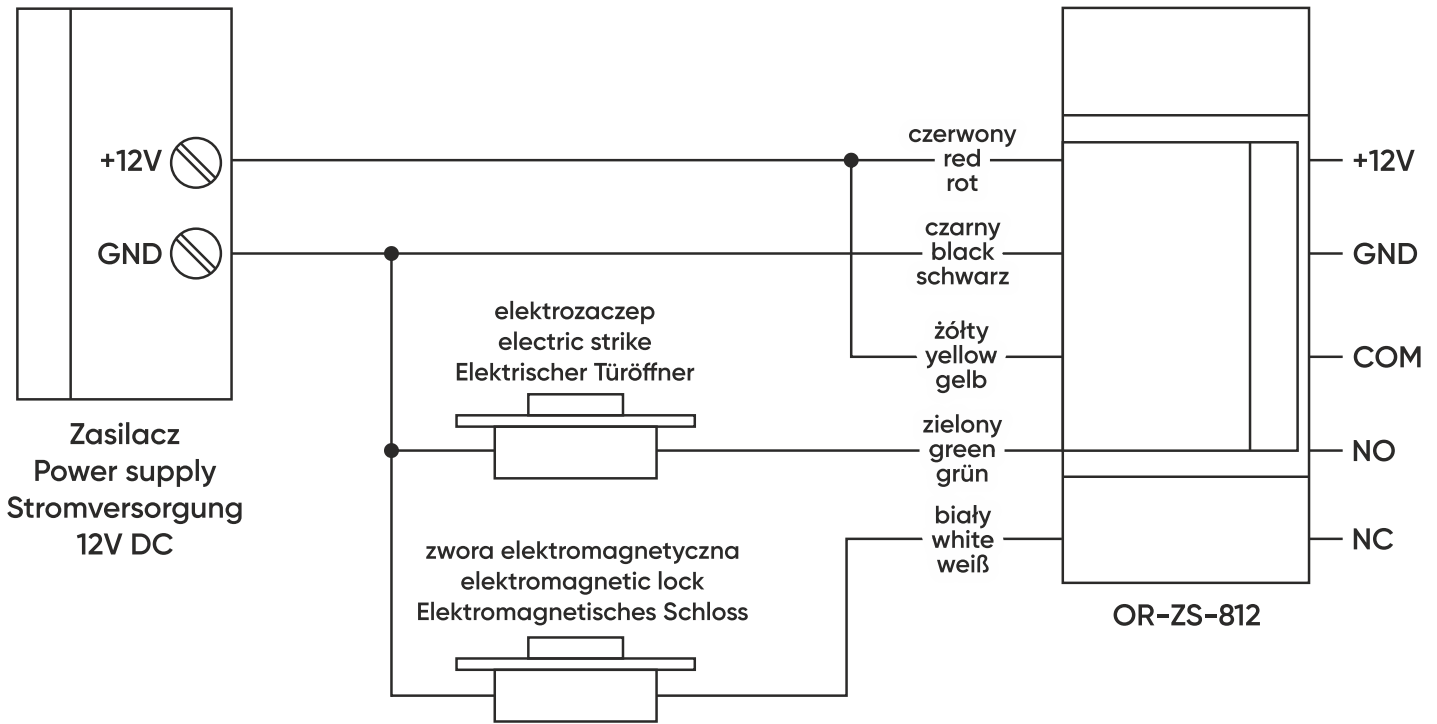 +12V
GND
Zasilacz
Power supply
Stromversorgung
12V DC
elektrozaczep
electric strike
Elektrischer Türöffner
zwora elektromagnetyczna
elektromagnetic lock
Elektromagnetisches Schloss
czerwony
red
rot
czarny
black
schwarz
żółty
yellow
gelb
zielony
green
grün
biały
white
weiß
+12V
GND
COM
NO
NC
OR-ZS-812